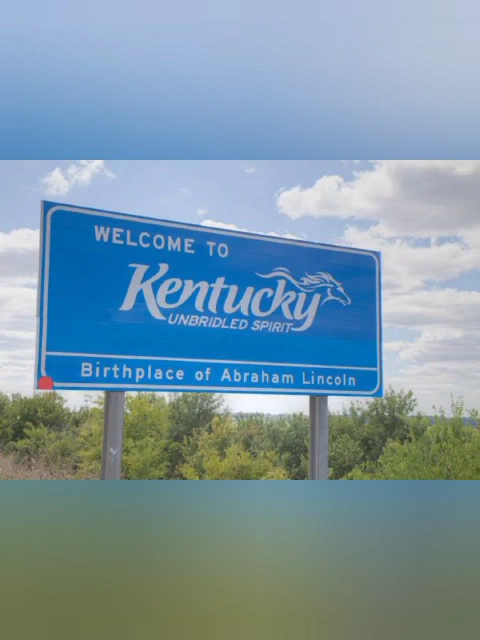 WELCOME TO
Kentucky
UNBRIDLED SPIRIT
Birthplace of Abraham Lincoln